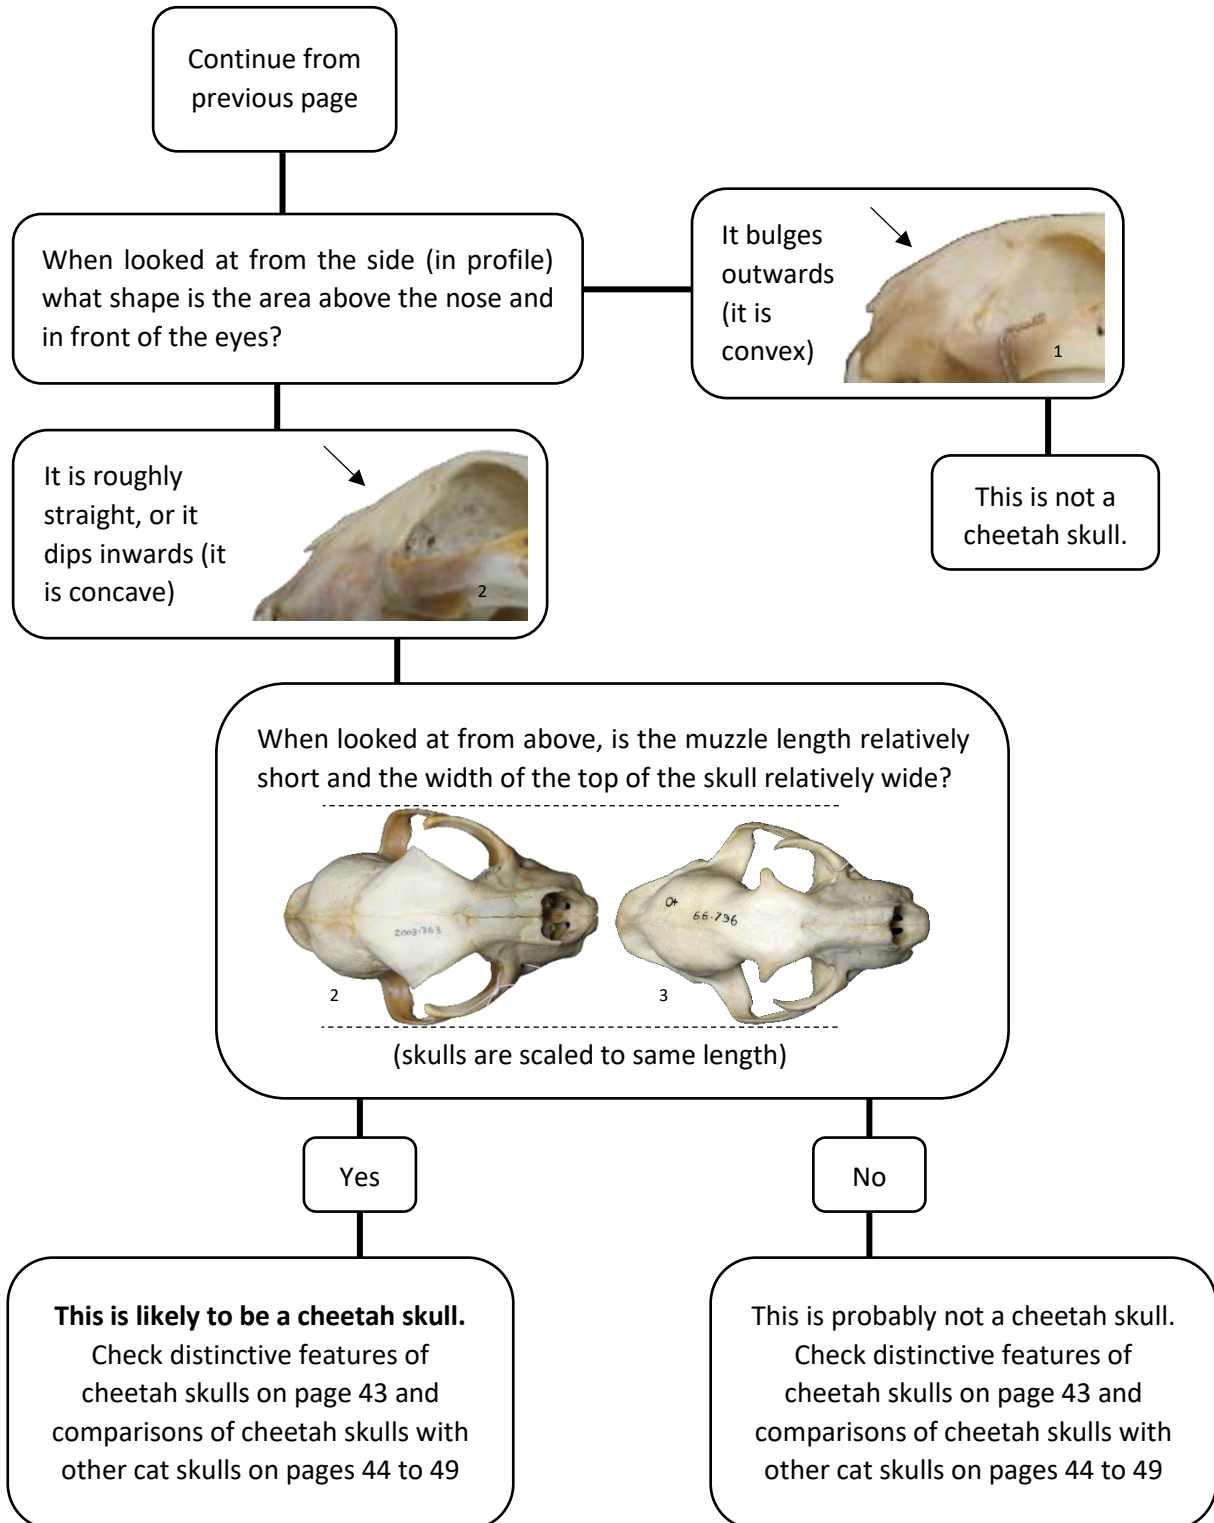 Continue from
previous page
When looked at from the side (in profile)
what shape is the area above the nose and
in front of the eyes?
It bulges
outwards
(it is
convex)
1
This is not a
cheetah skull.
It is roughly
straight, or it
dips inwards (it
is concave)
2
When looked at from above, is the muzzle length relatively
short and the width of the top of the skull relatively wide?
2003.363
66.796
2
3
(skulls are scaled to same length)
Yes
No
This is likely to be a cheetah skull.
Check distinctive features of
cheetah skulls on page 43 and
comparisons of cheetah skulls with
other cat skulls on pages 44 to 49
This is probably not a cheetah skull.
Check distinctive features of
cheetah skulls on page 43 and
comparisons of cheetah skulls with
other cat skulls on pages 44 to 49